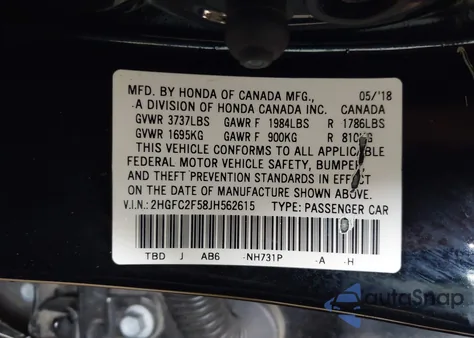 MFD. BY HONDA OF CANADA MFG., 05/'18
.A DIVISION OF HONDA CANADA INC. CANADA
GVWR 3737LBS GAWR F 1984LBS R 1786LBS
GVWR 1695KG GAWR F 900KG R 810KG
THIS VEHICLE CONFORMS TO ALL APPLICABLE
FEDERAL MOTOR VEHICLE SAFETY, BUMPER
AND THEFT PREVENTION STANDARDS IN EFFECT
ON THE DATE OF MANUFACTURE SHOWN ABOVE.
V.I.N.: 2HGFC2F58JH562615 TYPE: PASSENGER CAR
TBD J AB6 -NH731P -A -H
autoSnap